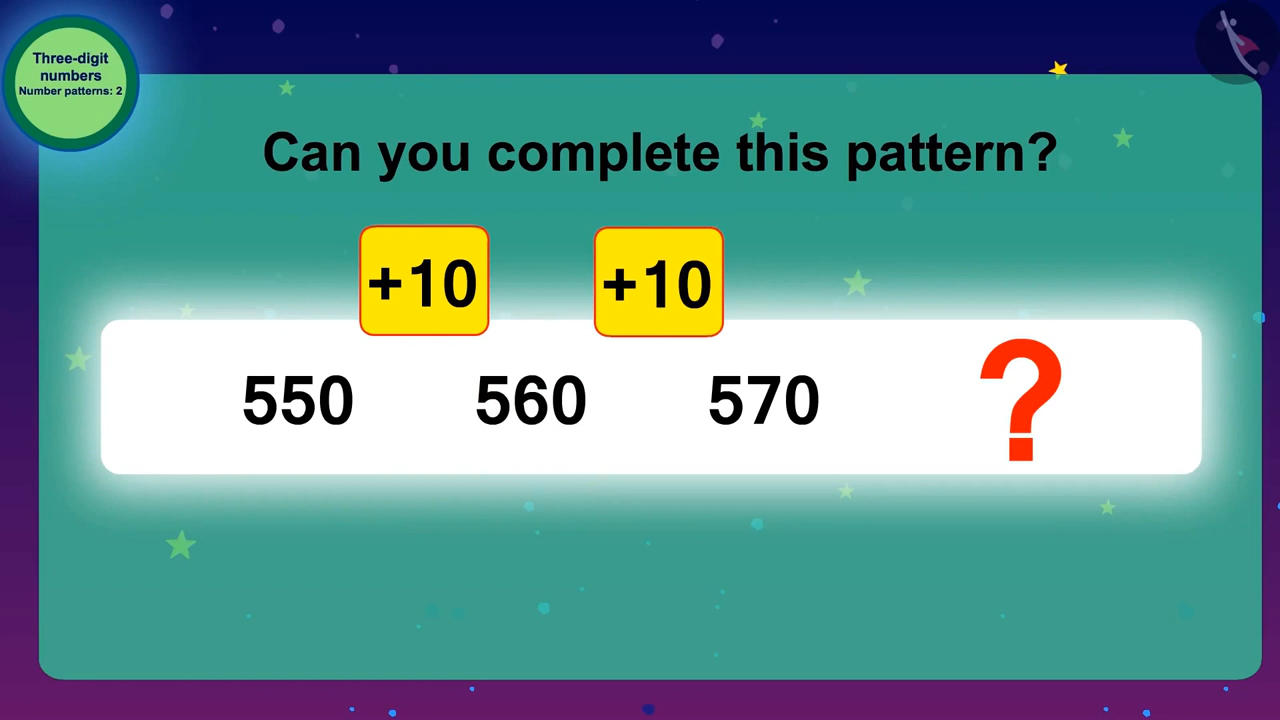 Three-digit
numbers
Number patterns: 2
Can you complete this pattern?
+10 +10
550 560 570 ?